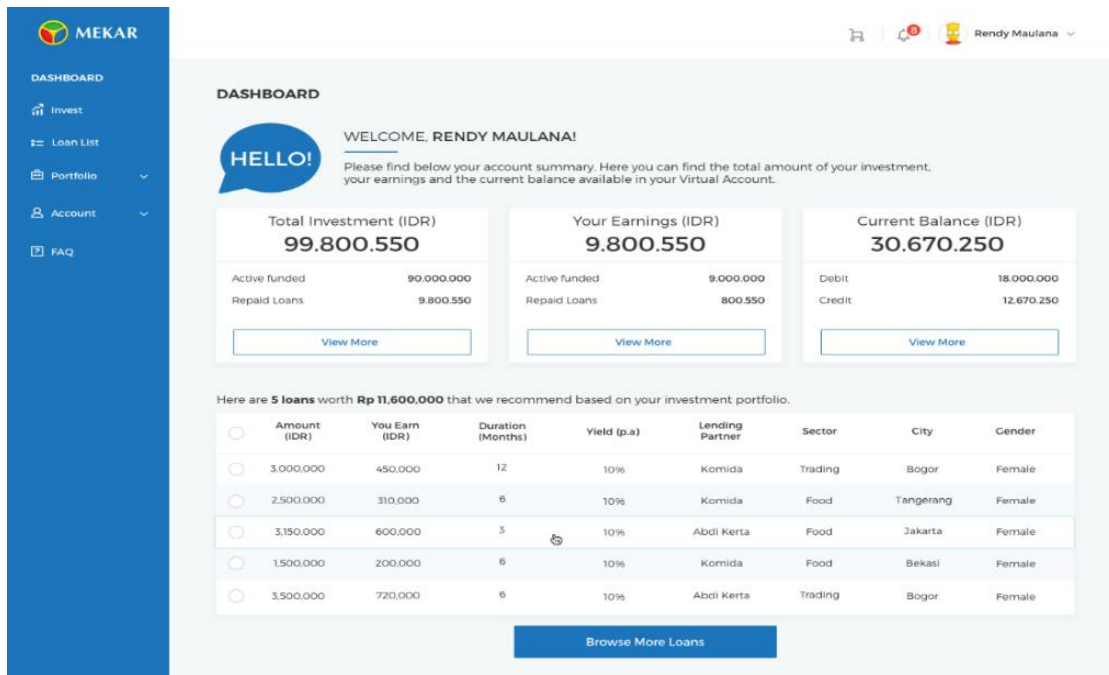 MEKAR
8
Rendy Maulana
DASHBOARD
Invest
Loan List
Portfolio
Account
FAQ
DASHBOARD
HELLO!
WELCOME, RENDY MAULANA!
Please find below your account summary. Here you can find the total amount of your investment,
your earnings and the current balance available in your Virtual Account.
Total Investment (IDR)
99.800.550
Active funded 90.000.000
Repaid Loans 9.800.550
View More
Your Earnings (IDR)
9.800.550
Active funded 9.000.000
Repaid Loans 800.550
View More
Current Balance (IDR)
30.670.250
Debit 18.000.000
Credit 12.670.250
View More
Here are 5 loans worth Rp 11,600,000 that we recommend based on your investment portfolio.
Amount (IDR) You Earn (IDR) Duration (Months) Yield (p.a) Lending Partner Sector City Gender
3,000,000 450,000 12 10% Komida Trading Bogor Female
2,500,000 310,000 6 10% Komida Food Tangerang Female
3,150,000 600,000 3 10% Abdi Kerta Food Jakarta Female
1,500,000 200,000 6 10% Komida Food Bekasi Female
3,500,000 720,000 6 10% Abdi Kerta Trading Bogor Female
Browse More Loans